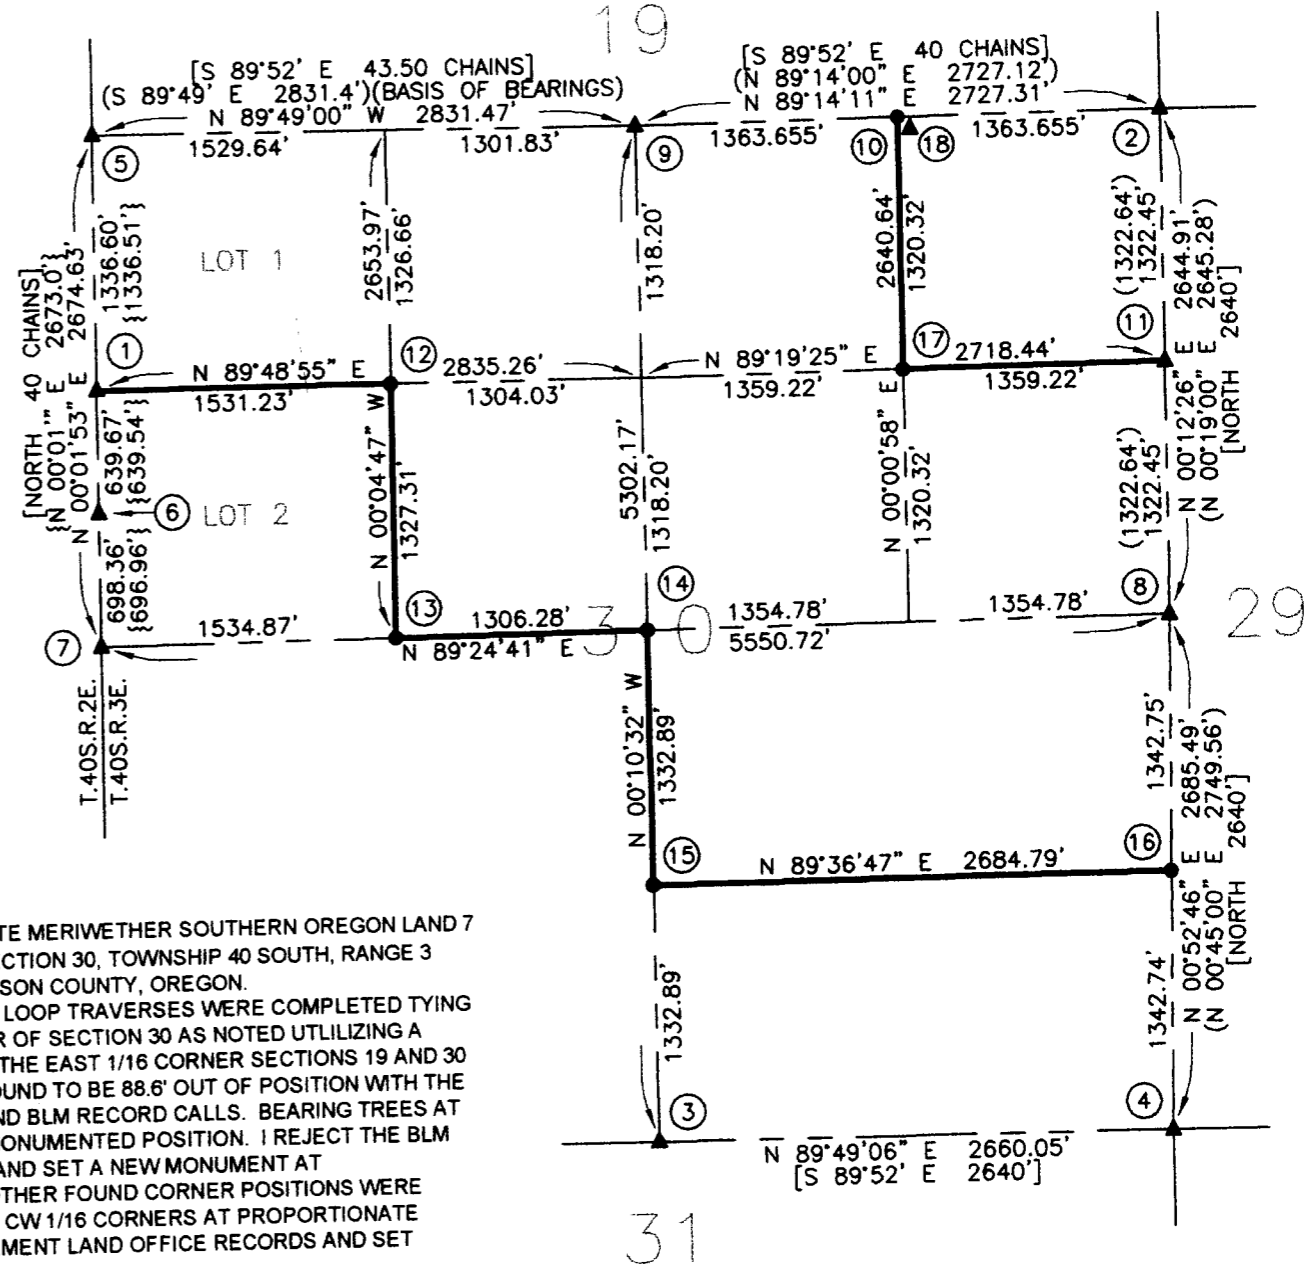 19
[S 89°52' E 43.50 CHAINS]
(S 89°49' E 2831.4')(BASIS OF BEARINGS)
N 89°49'00" W 2831.47'
1529.64'
1301.83'
[S 89°52' E 40 CHAINS]
(N 89°14'00" E 2727.12')
N 89°14'11" E 2727.31'
1363.655'
1363.655'
5
9
10
18
2
[NORTH 40 CHAINS]
{N 00°01" E 2673.0'}
N 00°01'53" E 2674.63'
1336.60'
{1336.51'}
LOT 1
2653.97'
1326.66'
1318.20'
2640.64'
1320.32'
(1322.64')
1322.45'
N 00°12'26" E 2644.91'
(N 00°19'00" E 2645.28')
[NORTH 2640']
1
12
17
11
N 89°48'55" E
1531.23'
2835.26'
1304.03'
N 89°19'25" E
1359.22'
2718.44'
1359.22'
639.67'
{639.54'}
6
LOT 2
698.36'
{696.96'}
N 00°04'47" W
1327.31'
5302.17'
1318.20'
N 00°00'58" E
1320.32'
(1322.64')
1322.45'
7
1534.87'
13
1306.28'
N 89°24'41" E
14
30
1354.78'
5550.72'
1354.78'
8
29
T.40S.R.2E.
T.40S.R.3E.
N 00°10'32" W
1332.89'
1342.75'
N 00°52'46" E 2685.49'
(N 00°45'00" E 2749.56')
[NORTH 2640']
15
N 89°36'47" E 2684.79'
16
1332.89'
1342.74'
3
4
N 89°49'06" E 2660.05'
[S 89°52' E 2640']
31
TE MERIWETHER SOUTHERN OREGON LAND 7
CTION 30, TOWNSHIP 40 SOUTH, RANGE 3
SON COUNTY, OREGON.
LOOP TRAVERSES WERE COMPLETED TYING
R OF SECTION 30 AS NOTED UTLILIZING A
THE EAST 1/16 CORNER SECTIONS 19 AND 30
OUND TO BE 88.6' OUT OF POSITION WITH THE
ND BLM RECORD CALLS. BEARING TREES AT
ONUMENTED POSITION. I REJECT THE BLM
AND SET A NEW MONUMENT AT
THER FOUND CORNER POSITIONS WERE
CW 1/16 CORNERS AT PROPORTIONATE
MENT LAND OFFICE RECORDS AND SET